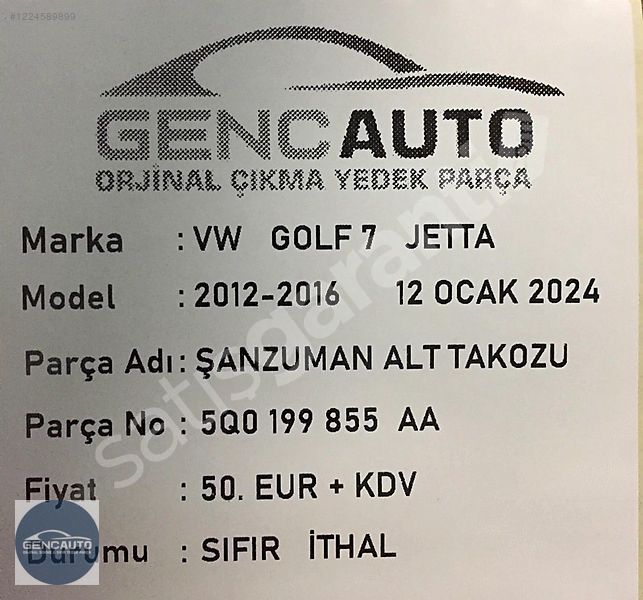 #1224589899
GENCAUTO
ORJİNAL ÇIKMA YEDEK PARÇA
Marka : VW GOLF 7 JETTA
Model : 2012-2016 12 OCAK 2024
Parça Adı : ŞANZUMAN ALT TAKOZU
Parça No : 5Q0 199 855 AA
Fiyat : 50. EUR + KDV
Durumu : SIFIR İTHAL
GENCAUTO